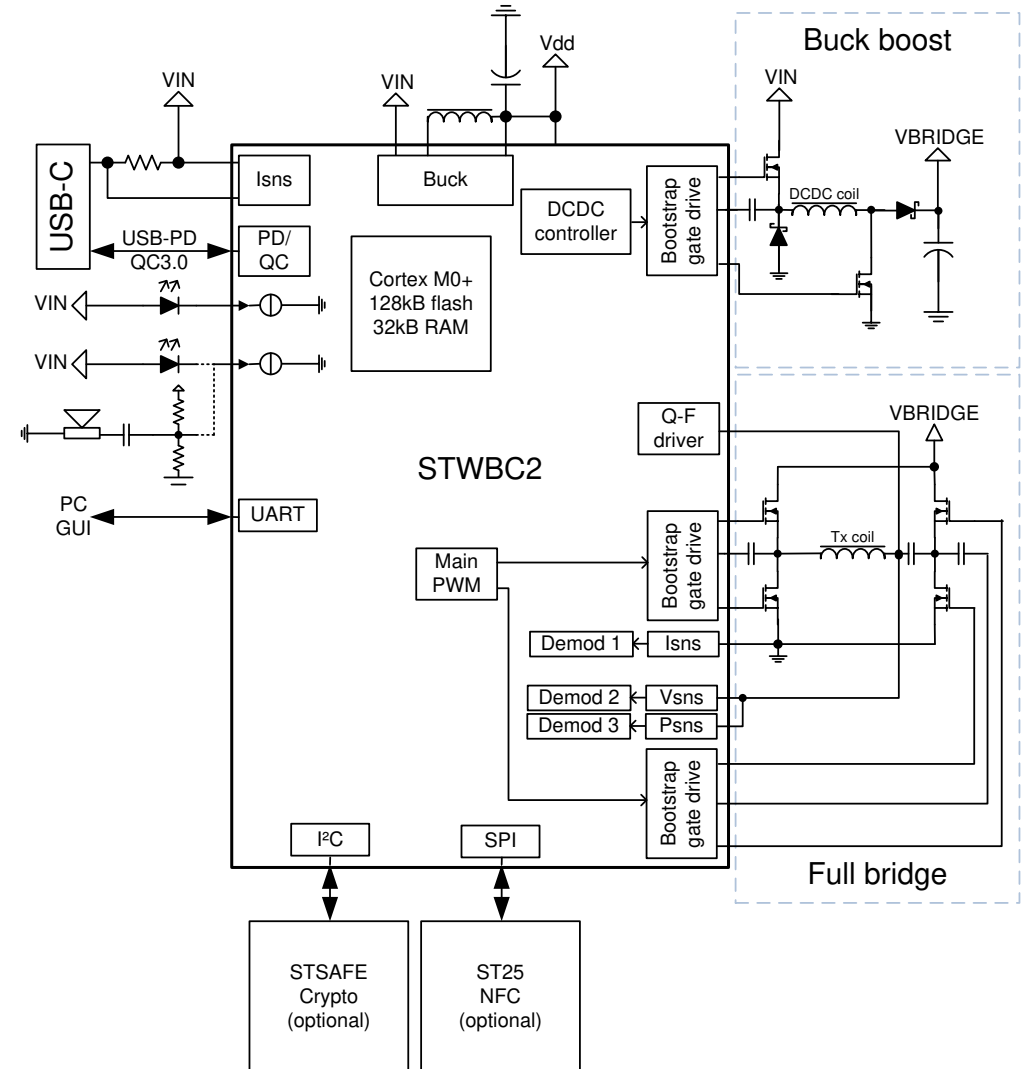 Buck boost
Vdd
VIN
VIN
VIN
VBRIDGE
USB-C
Isns
Buck
DCDC
controller
Bootstrap
gate drive
DCDC coil
USB-PD
QC3.0
PD/
QC
Cortex M0+
128kB flash
32kB RAM
VIN
VIN
Q-F
driver
VBRIDGE
STWBC2
PC
GUI
UART
Main
PWM
Bootstrap
gate drive
Tx coil
Demod 1
Isns
Demod 2
Vsns
Demod 3
Psns
Bootstrap
gate drive
I²C
SPI
Full bridge
STSAFE
Crypto
(optional)
ST25
NFC
(optional)